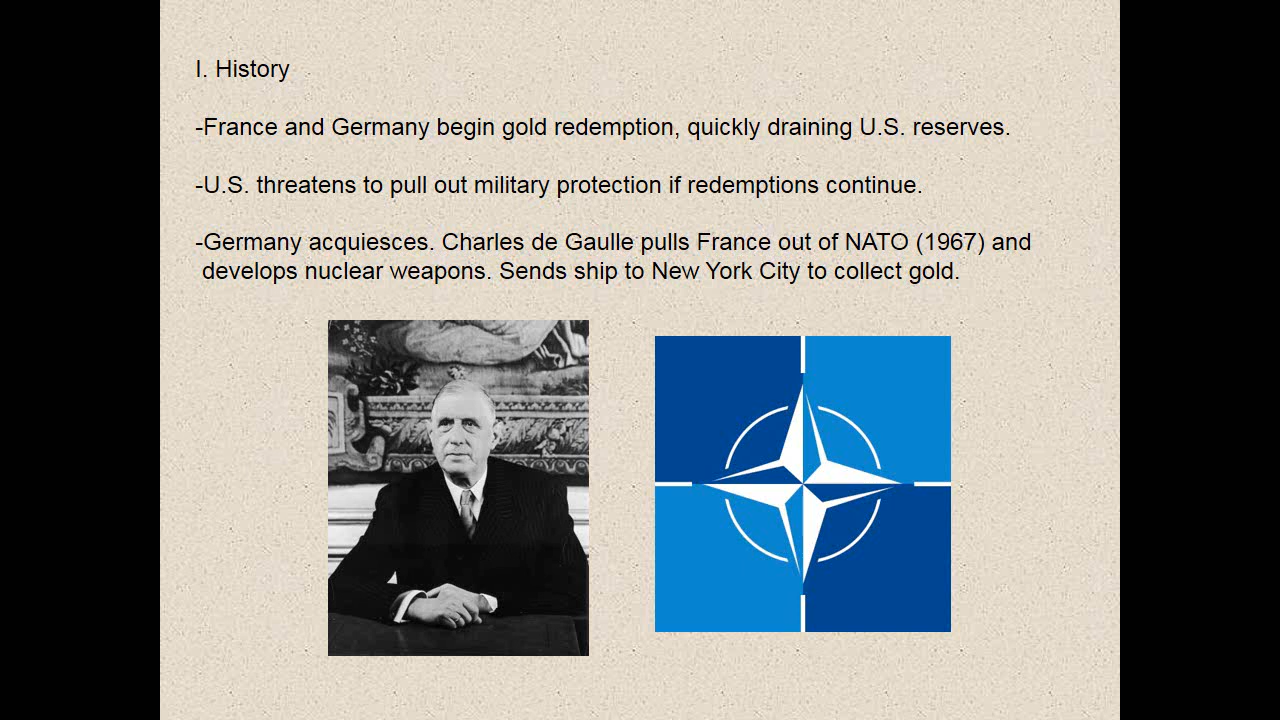 I. History
-France and Germany begin gold redemption, quickly draining U.S. reserves.
-U.S. threatens to pull out military protection if redemptions continue.
-Germany acquiesces. Charles de Gaulle pulls France out of NATO (1967) and
develops nuclear weapons. Sends ship to New York City to collect gold.